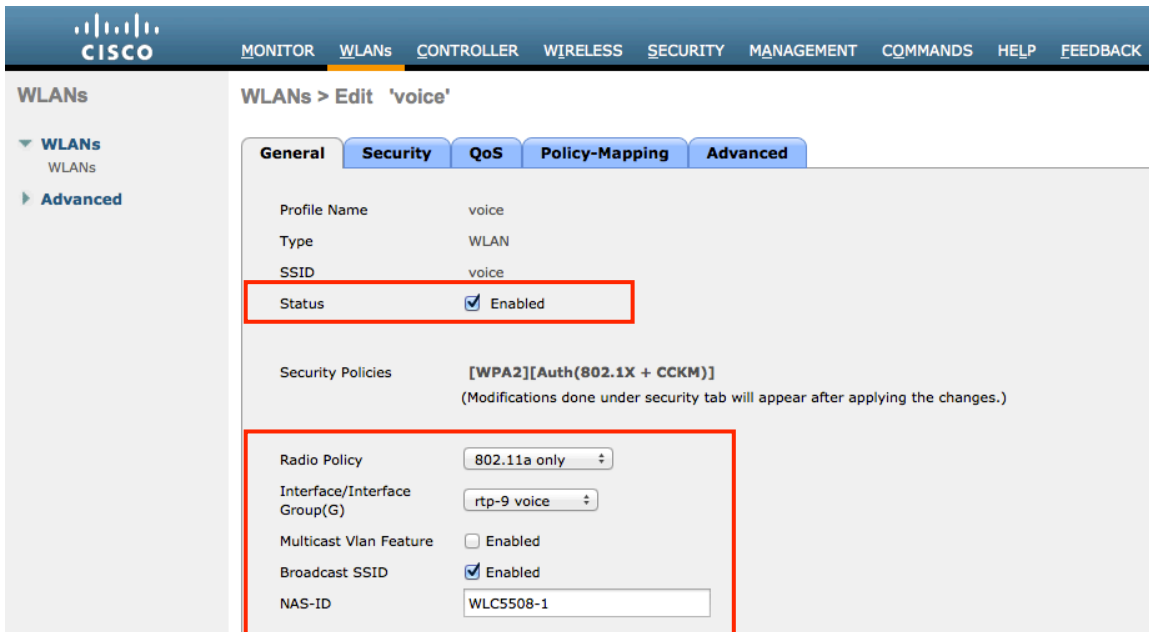 CISCO
MONITOR WLANs CONTROLLER WIRELESS SECURITY MANAGEMENT COMMANDS HELP FEEDBACK
WLANs
WLANs
WLANs
Advanced
WLANs > Edit 'voice'
General Security QoS Policy-Mapping Advanced
Profile Name voice
Type WLAN
SSID voice
Status Enabled
Security Policies [WPA2][Auth(802.1X + CCKM)]
(Modifications done under security tab will appear after applying the changes.)
Radio Policy 802.11a only
Interface/Interface
Group(G) rtp-9 voice
Multicast Vlan Feature Enabled
Broadcast SSID Enabled
NAS-ID WLC5508-1